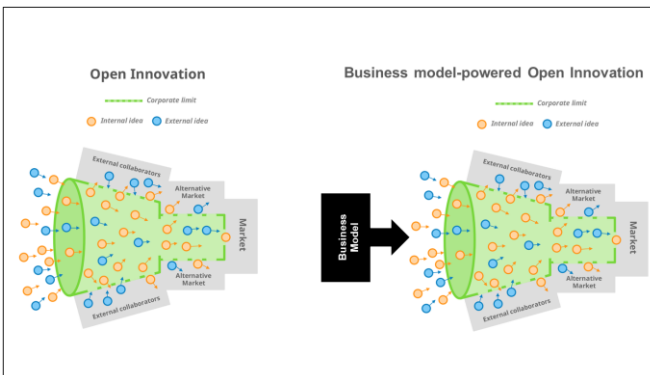 Open Innovation
Corporate limit
Internal idea
External idea
External collaborators
Alternative
Market
Market
Alternative
Market
External collaborators
Business model-powered Open Innovation
Corporate limit
Internal idea
External idea
Business
Model
External collaborators
Alternative
Market
Market
Alternative
Market
External collaborators